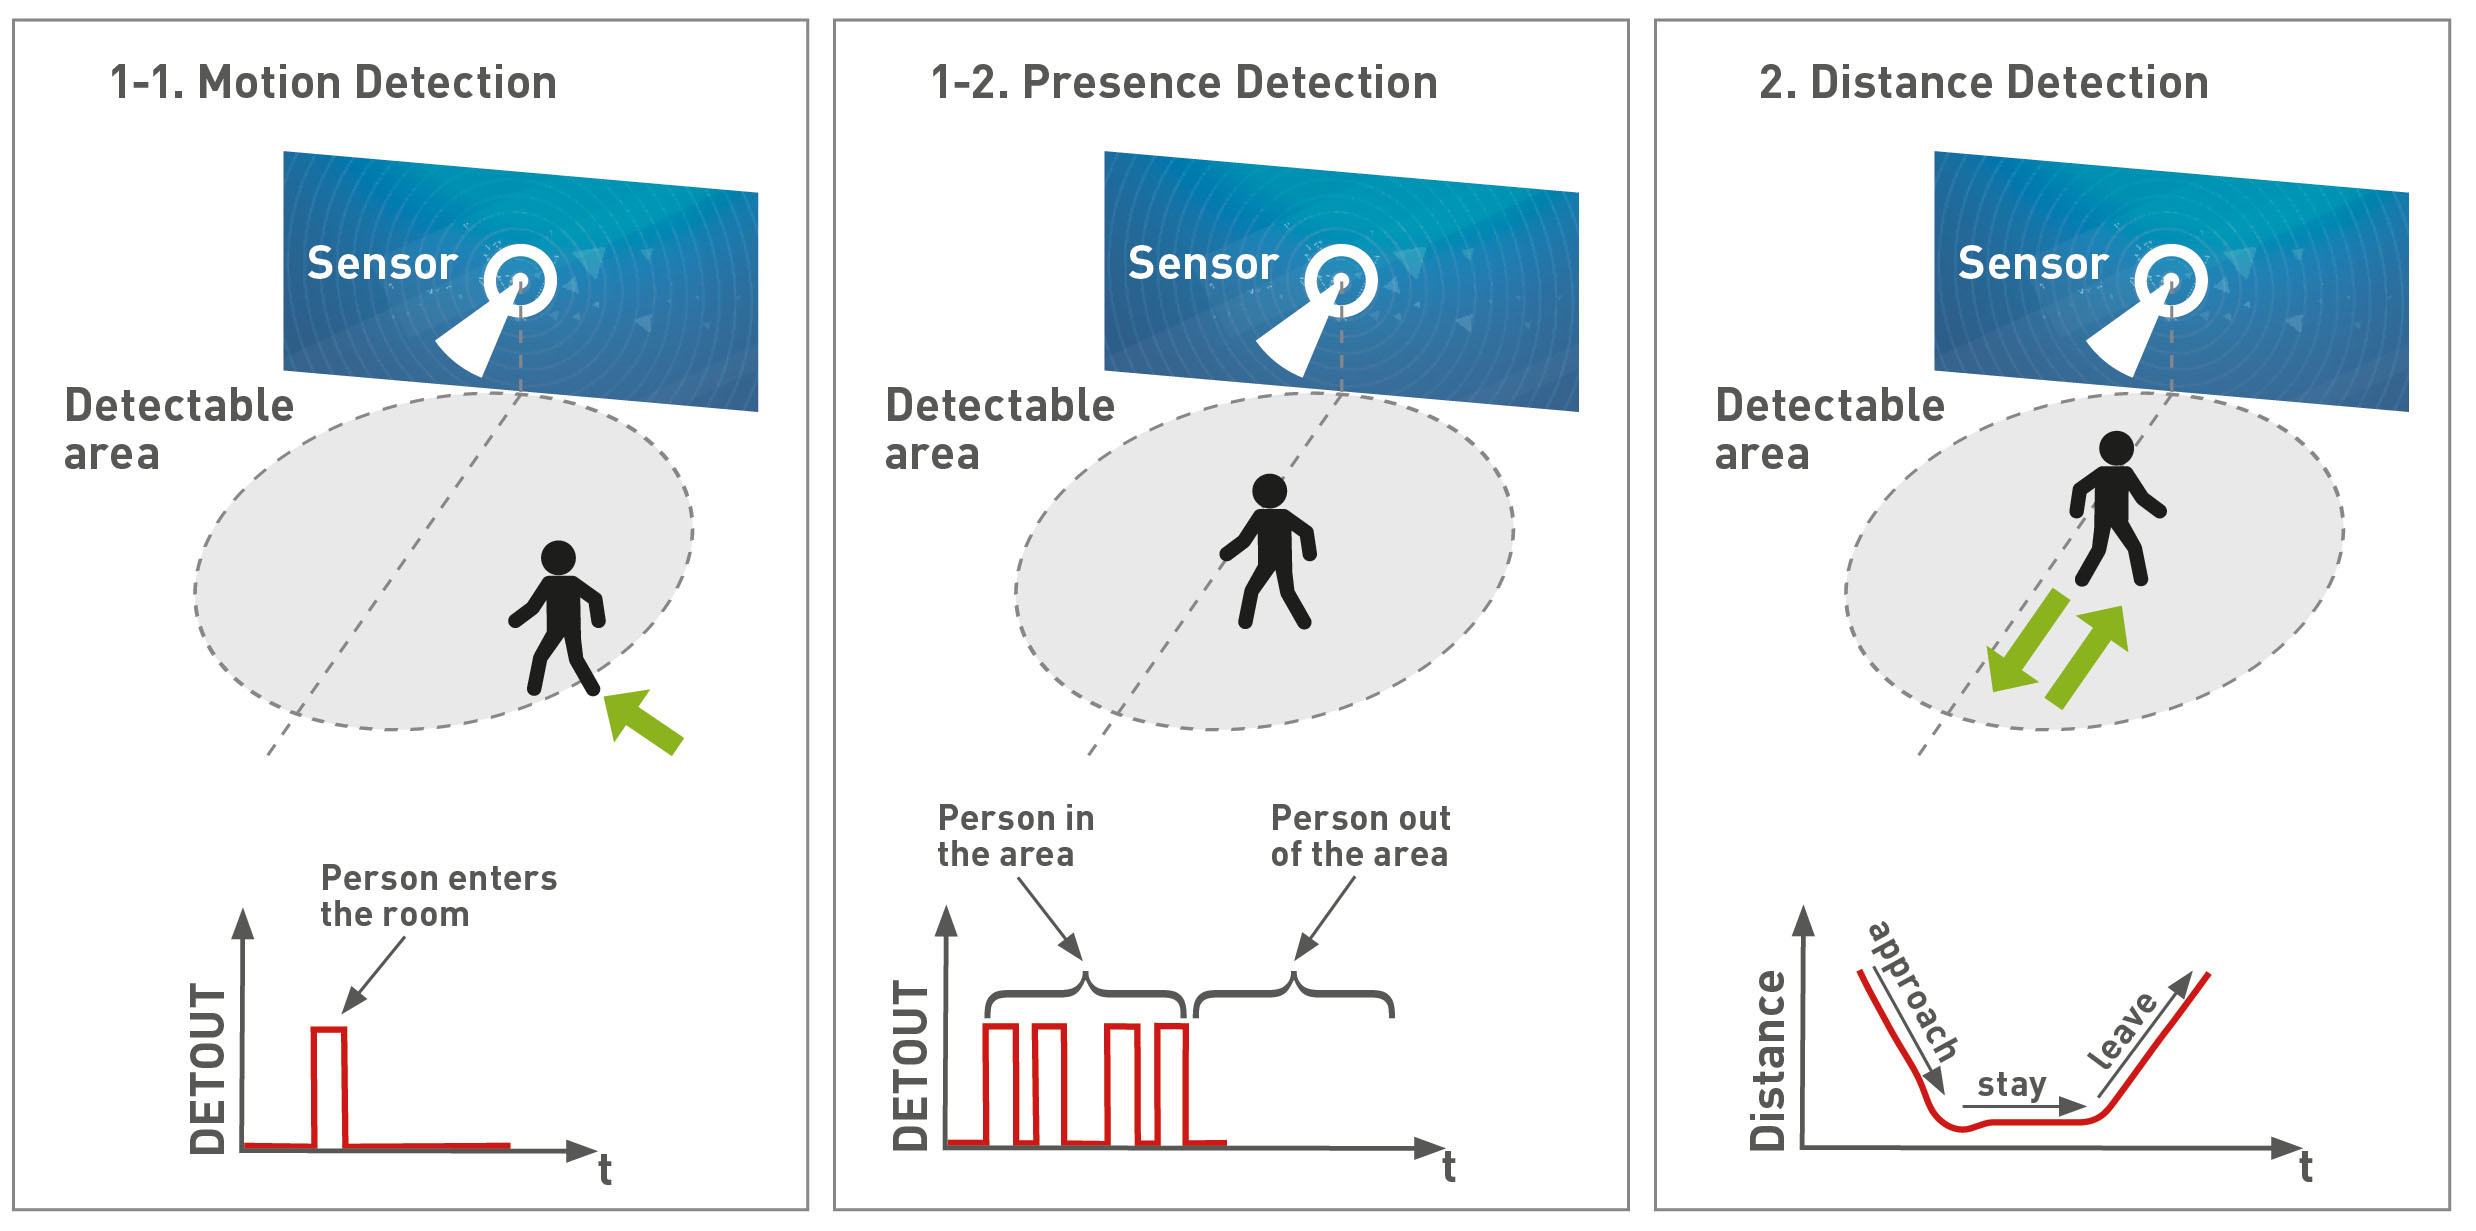 1-1. Motion Detection
Sensor
Detectable
area
Person enters
the room
DETOUT
t
1-2. Presence Detection
Sensor
Detectable
area
Person in
the area
Person out
of the area
DETOUT
t
2. Distance Detection
Sensor
Detectable
area
approach
stay
leave
Distance
t